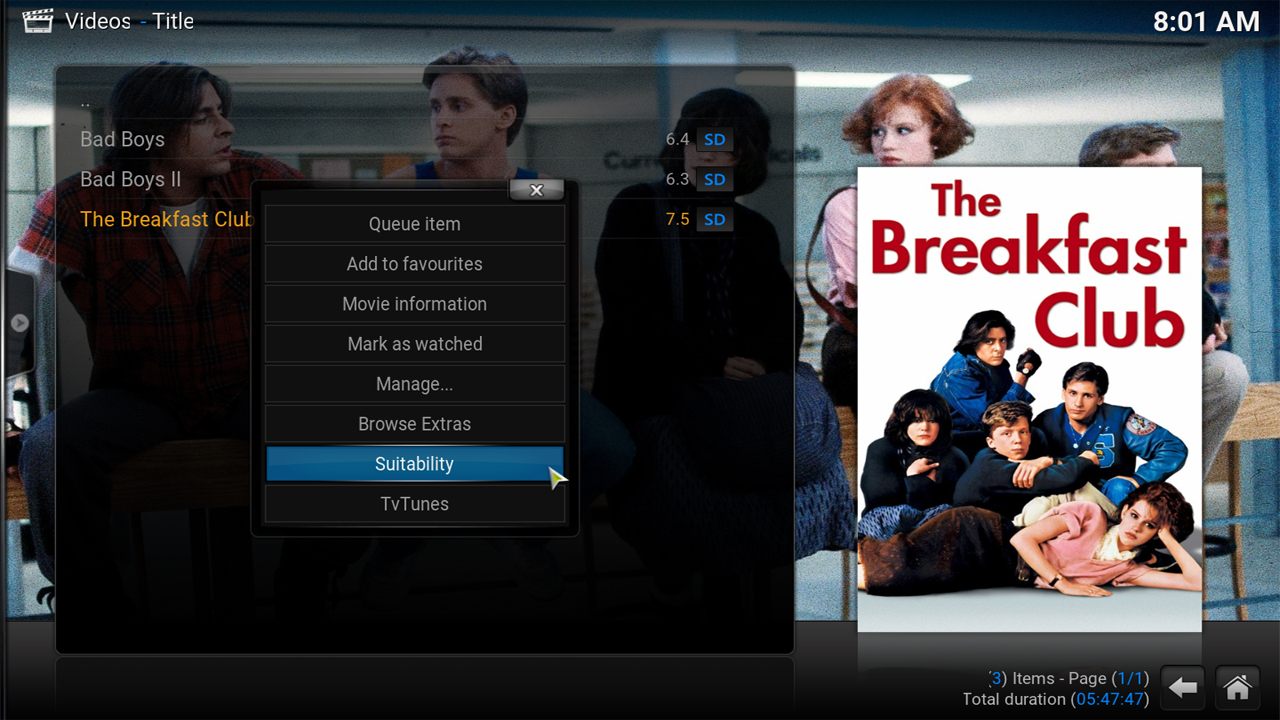 Videos - Title
8:01 AM
..
Bad Boys 6.4 SD
Bad Boys II 6.3 SD
The Breakfast Club 7.5 SD
Queue item
Add to favourites
Movie information
Mark as watched
Manage...
Browse Extras
Suitability
TvTunes
The
Breakfast
Club
(3) Items - Page (1/1)
Total duration (05:47:47)